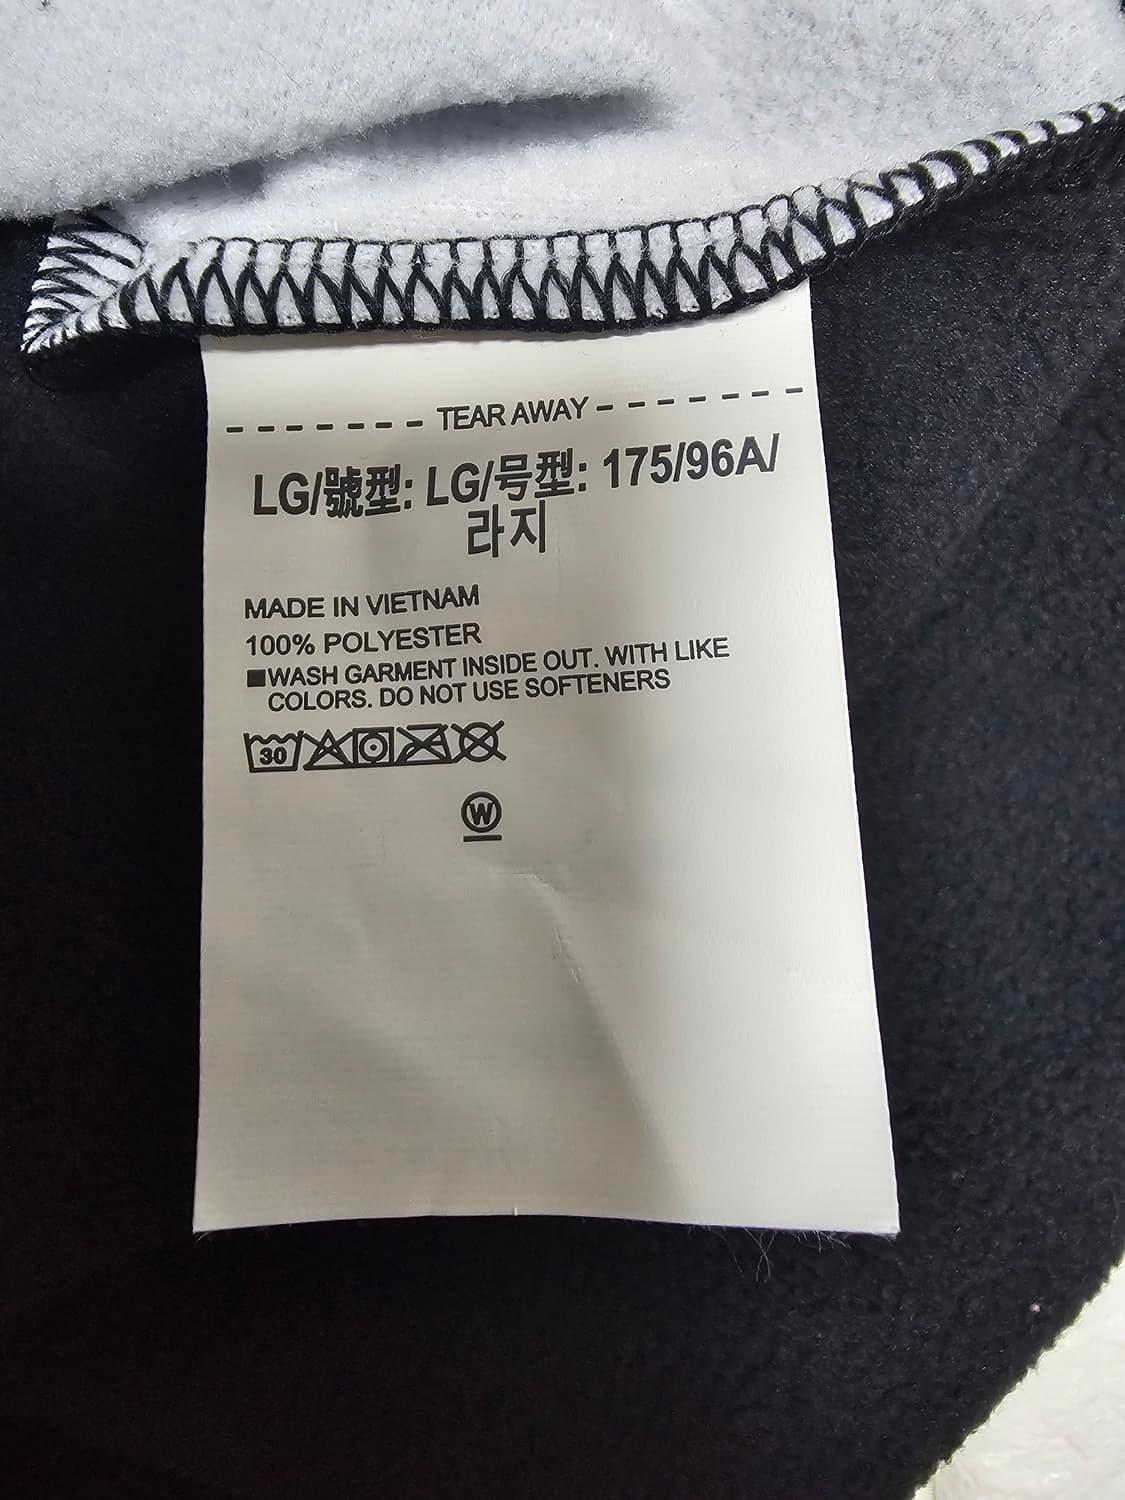 TEAR AWAY
LG/號型: LG/号型: 175/96A/
라지
MADE IN VIETNAM
100% POLYESTER
■WASH GARMENT INSIDE OUT. WITH LIKE
COLORS. DO NOT USE SOFTENERS
30
W